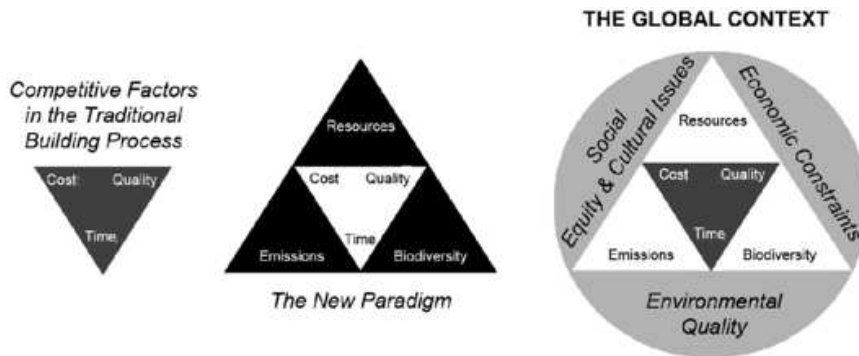 Competitive Factors
in the Traditional
Building Process
Cost Quality
Time
Resources
Cost Quality
Time
Emissions Biodiversity
The New Paradigm
THE GLOBAL CONTEXT
Social
Equity & Cultural Issues
Economic Constraints
Resources
Cost Quality
Time
Emissions Biodiversity
Environmental
Quality